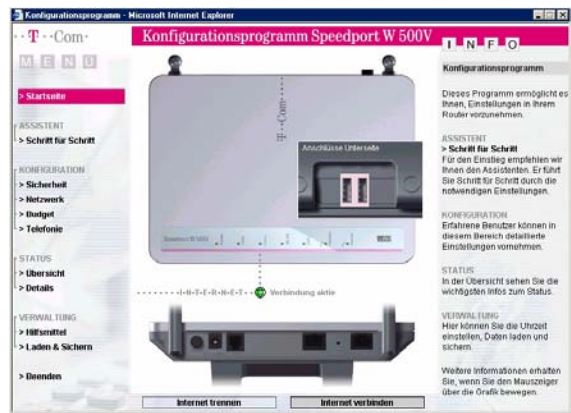 Konfigurationsprogramm - Microsoft Internet Explorer
··T··Com·
Konfigurationsprogramm Speedport W 500V
MENÜ
INFO
> Startseite
ASSISTENT
> Schritt für Schritt
KONFIGURATION
> Sicherheit
> Netzwerk
> Budget
> Telefonie
STATUS
> Übersicht
> Details
VERWALTUNG
> Hilfsmittel
> Laden & Sichern
> Beenden
··T··Com·
Anschlüsse Unterseite
Speedport W 500V
·I·N·T·E·R·N·E·T· Verbindung aktiv
Internet trennen
Internet verbinden
Konfigurationsprogramm
Dieses Programm ermöglicht es
Ihnen, Einstellungen in Ihrem
Router vorzunehmen.
ASSISTENT
> Schritt für Schritt
Für den Einstieg empfehlen wir
Ihnen den Assistenten. Er führt
Sie Schritt für Schritt durch die
notwendigen Einstellungen.
KONFIGURATION
Erfahrene Benutzer können in
diesem Bereich detaillierte
Einstellungen vornehmen.
STATUS
In der Übersicht sehen Sie die
wichtigsten Infos zum Status.
VERWALTUNG
Hier können Sie die Uhrzeit
einstellen, Daten laden und
sichern.
Weitere Informationen erhalten
Sie, wenn Sie den Mauszeiger
über die Grafik bewegen.